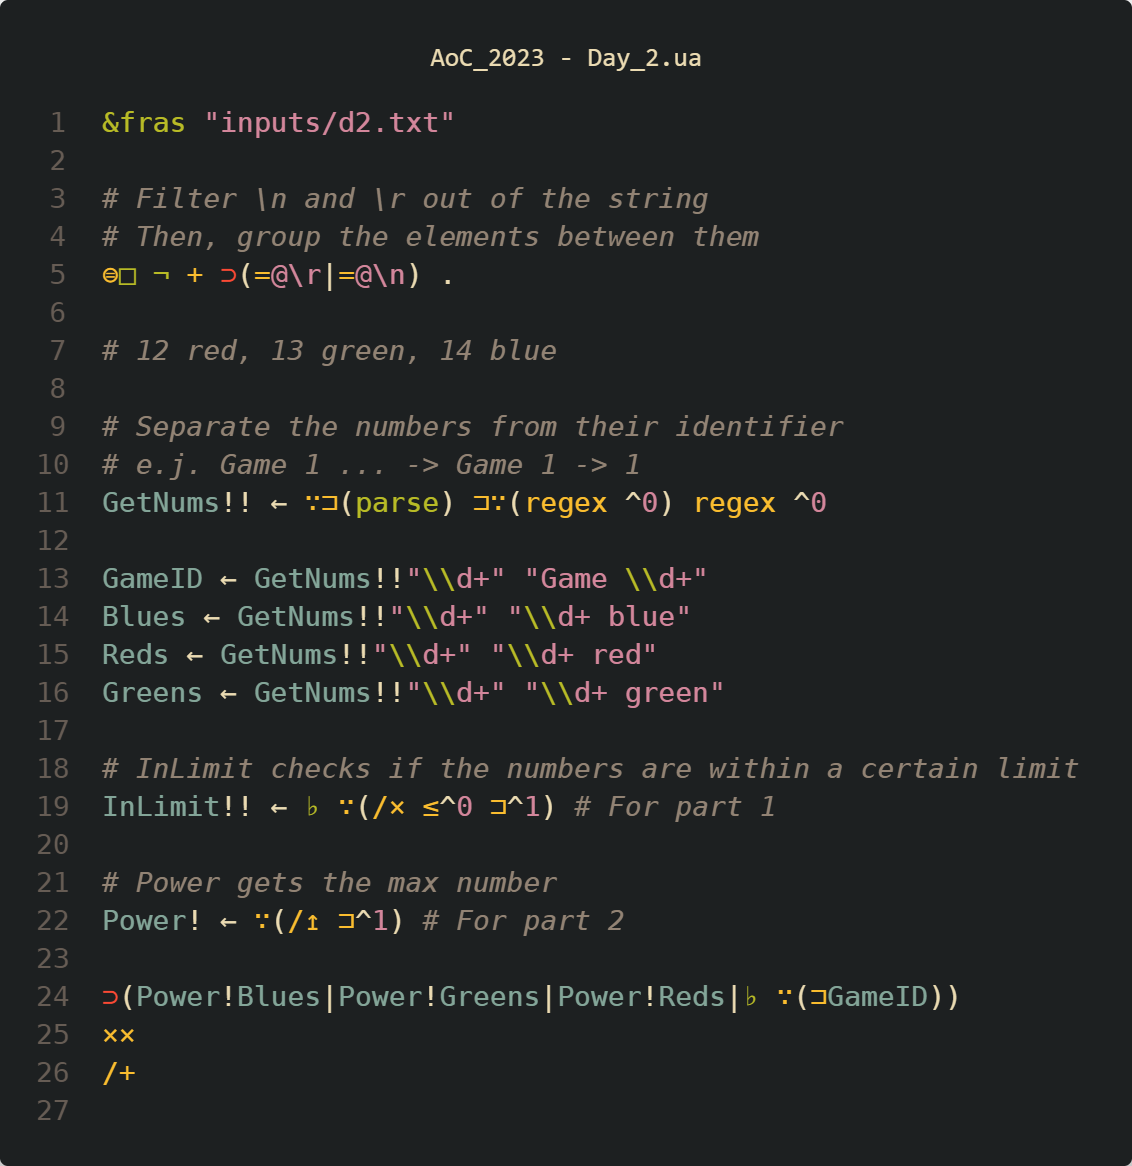 AoC_2023 - Day_2.ua
1 &fras "inputs/d2.txt"
2
3 # Filter \n and \r out of the string
4 # Then, group the elements between them
5 ⊜□ ¬ + ⊃(=@\r|=@\n) .
6
7 # 12 red, 13 green, 14 blue
8
9 # Separate the numbers from their identifier
10 # e.j. Game 1 ... -> Game 1 -> 1
11 GetNums!! ← ∵⊐(parse) ⊐∵(regex ^0) regex ^0
12
13 GameID ← GetNums!!"\\d+" "Game \\d+"
14 Blues ← GetNums!!"\\d+" "\\d+ blue"
15 Reds ← GetNums!!"\\d+" "\\d+ red"
16 Greens ← GetNums!!"\\d+" "\\d+ green"
17
18 # InLimit checks if the numbers are within a certain limit
19 InLimit!! ← ♭ ∵(/× ≤^0 ⊐^1) # For part 1
20
21 # Power gets the max number
22 Power! ← ∵(/↥ ⊐^1) # For part 2
23
24 ⊃(Power!Blues|Power!Greens|Power!Reds|♭ ∵(⊐GameID))
25 ××
26 /+
27